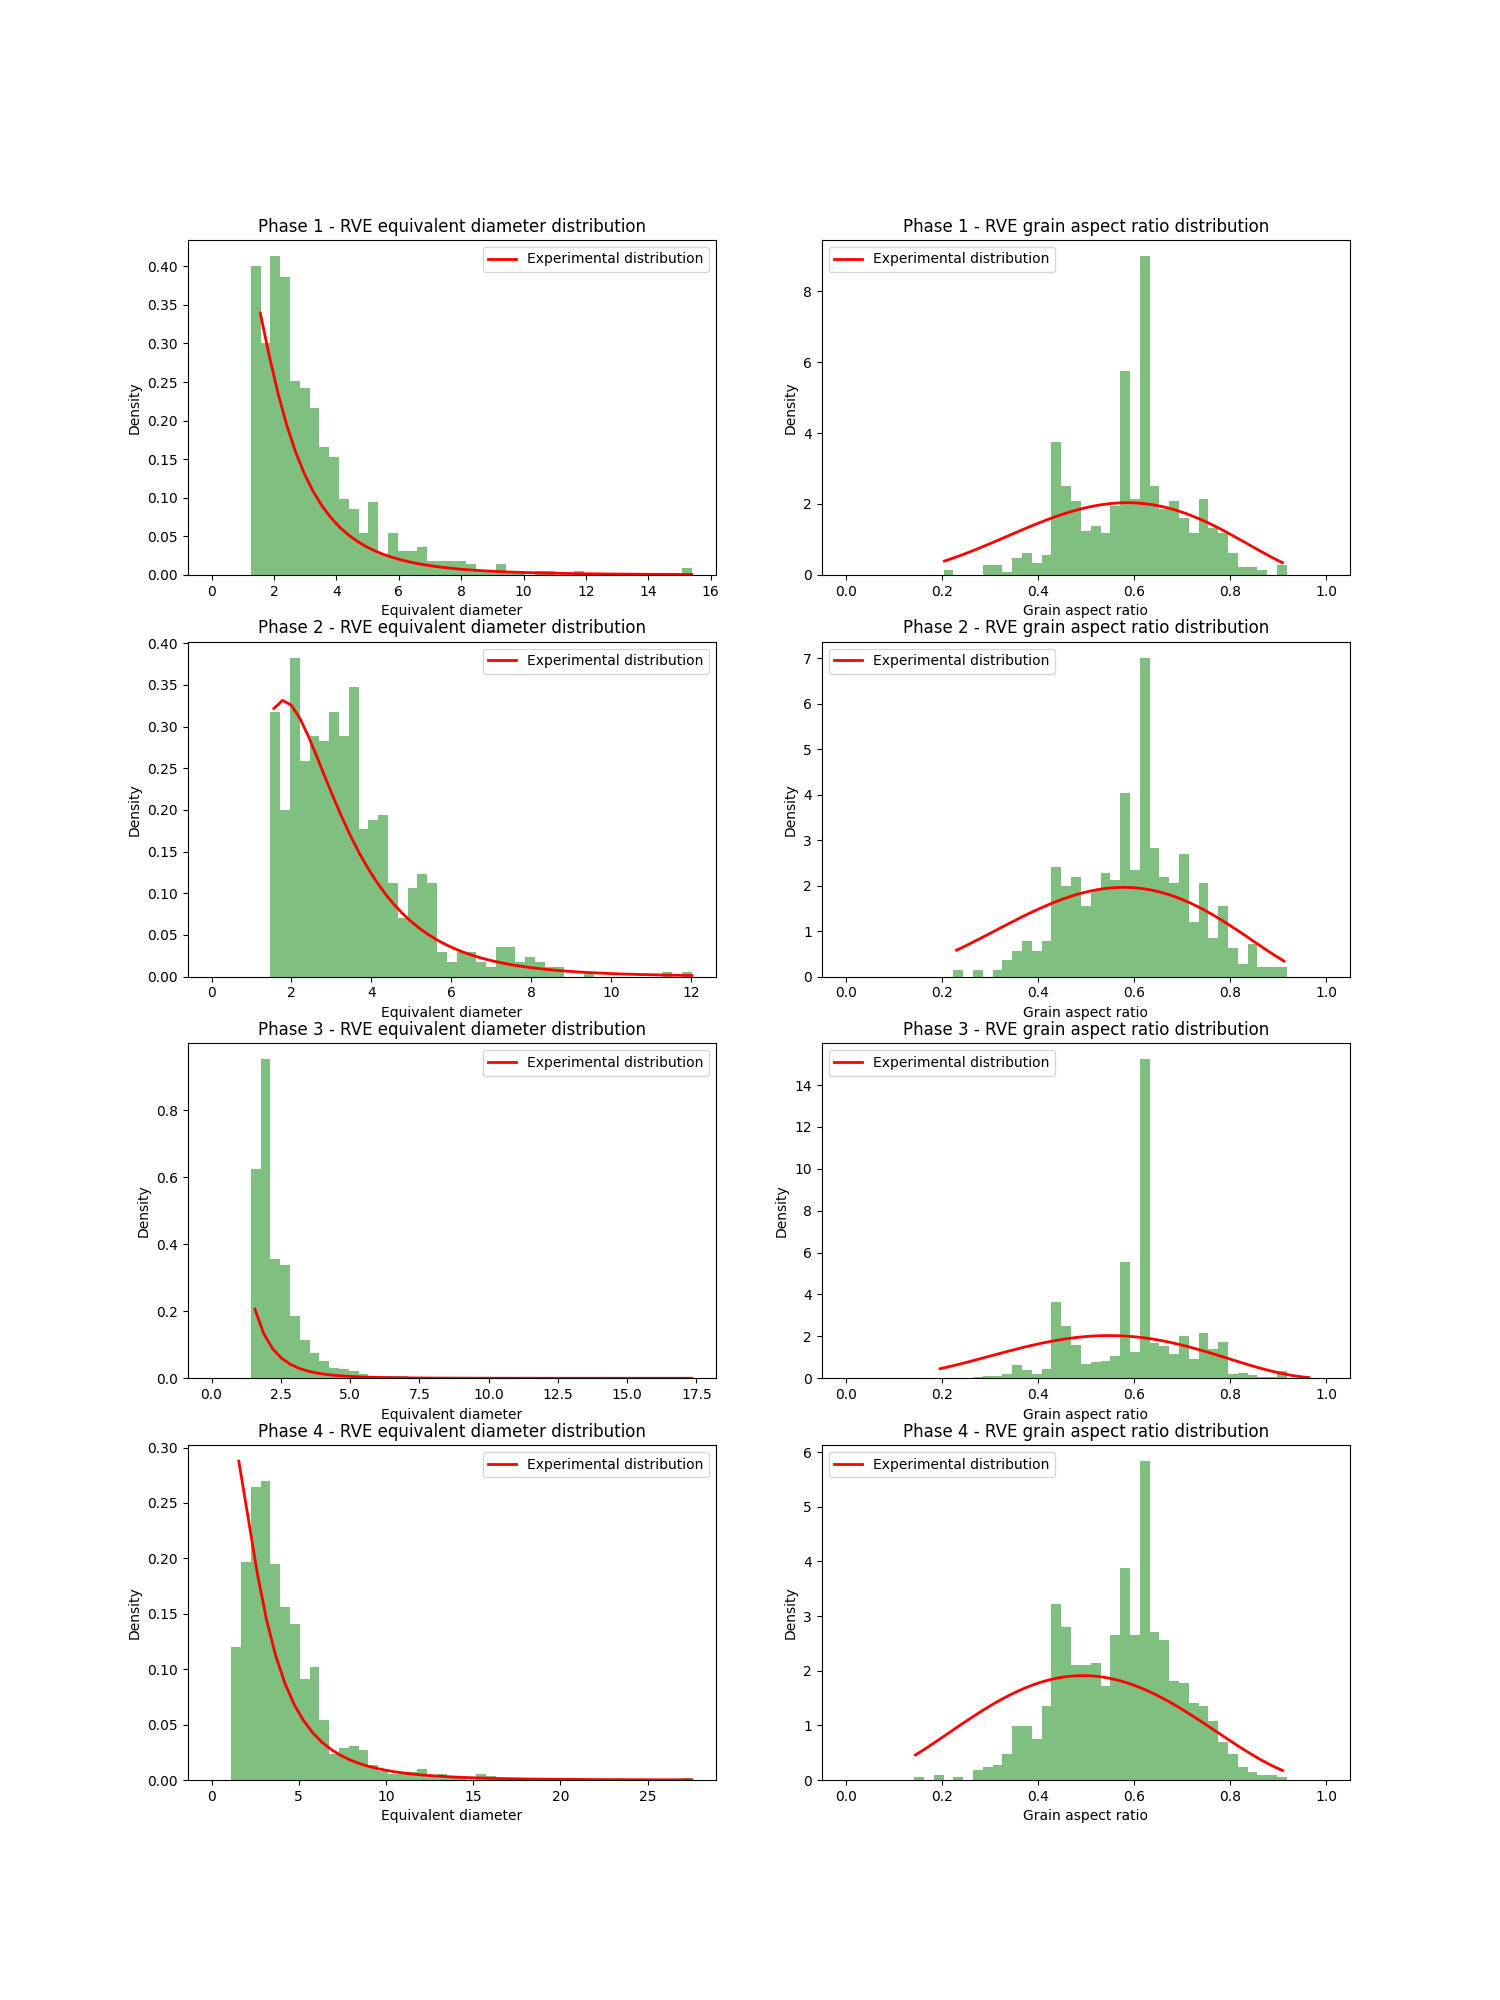 Phase 1 - RVE equivalent diameter distribution
Experimental distribution
Density
0.40
0.35
0.30
0.25
0.20
0.15
0.10
0.05
0.00
0 2 4 6 8 10 12 14 16
Equivalent diameter
Phase 1 - RVE grain aspect ratio distribution
Experimental distribution
Density
8
6
4
2
0
0.0 0.2 0.4 0.6 0.8 1.0
Grain aspect ratio
Phase 2 - RVE equivalent diameter distribution
Experimental distribution
Density
0.40
0.35
0.30
0.25
0.20
0.15
0.10
0.05
0.00
0 2 4 6 8 10 12
Equivalent diameter
Phase 2 - RVE grain aspect ratio distribution
Experimental distribution
Density
7
6
5
4
3
2
1
0
0.0 0.2 0.4 0.6 0.8 1.0
Grain aspect ratio
Phase 3 - RVE equivalent diameter distribution
Experimental distribution
Density
0.8
0.6
0.4
0.2
0.0
0.0 2.5 5.0 7.5 10.0 12.5 15.0 17.5
Equivalent diameter
Phase 3 - RVE grain aspect ratio distribution
Experimental distribution
Density
14
12
10
8
6
4
2
0
0.0 0.2 0.4 0.6 0.8 1.0
Grain aspect ratio
Phase 4 - RVE equivalent diameter distribution
Experimental distribution
Density
0.30
0.25
0.20
0.15
0.10
0.05
0.00
0 5 10 15 20 25
Equivalent diameter
Phase 4 - RVE grain aspect ratio distribution
Experimental distribution
Density
6
5
4
3
2
1
0
0.0 0.2 0.4 0.6 0.8 1.0
Grain aspect ratio